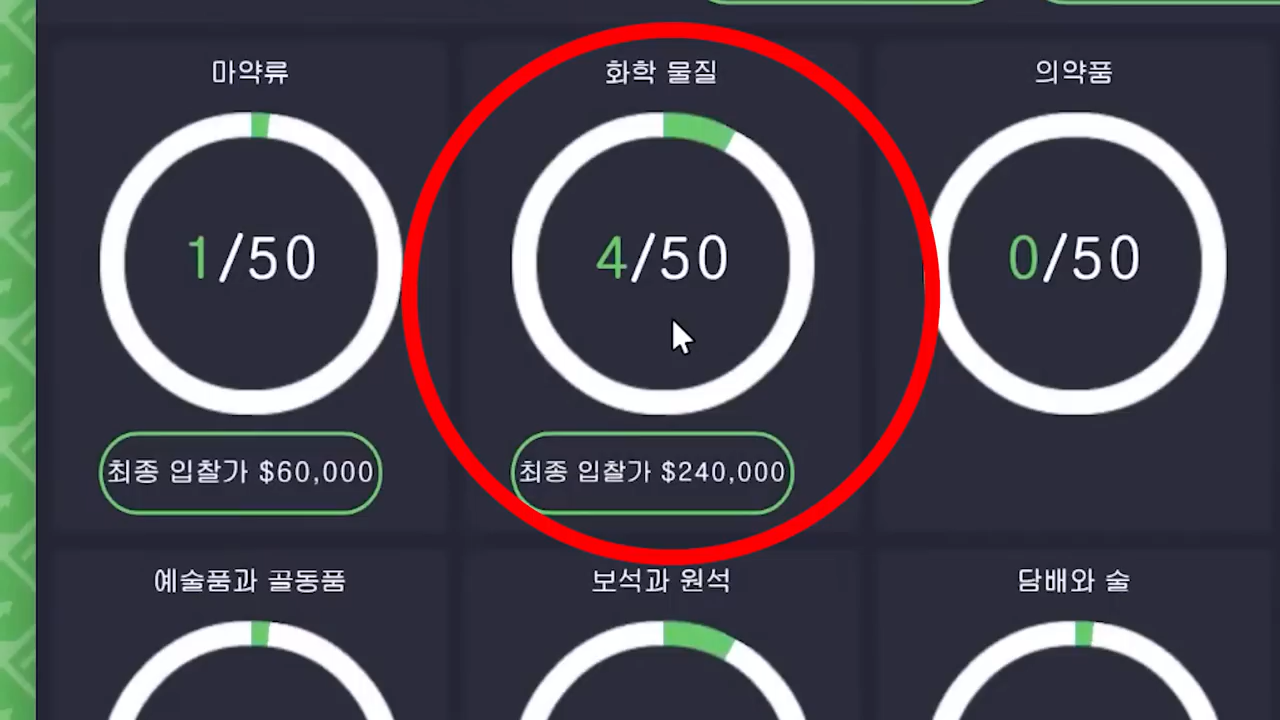 마약류
화학 물질
의약품
1/50
4/50
0/50
최종 입찰가 $60,000
최종 입찰가 $240,000
예술품과 골동품
보석과 원석
담배와 술